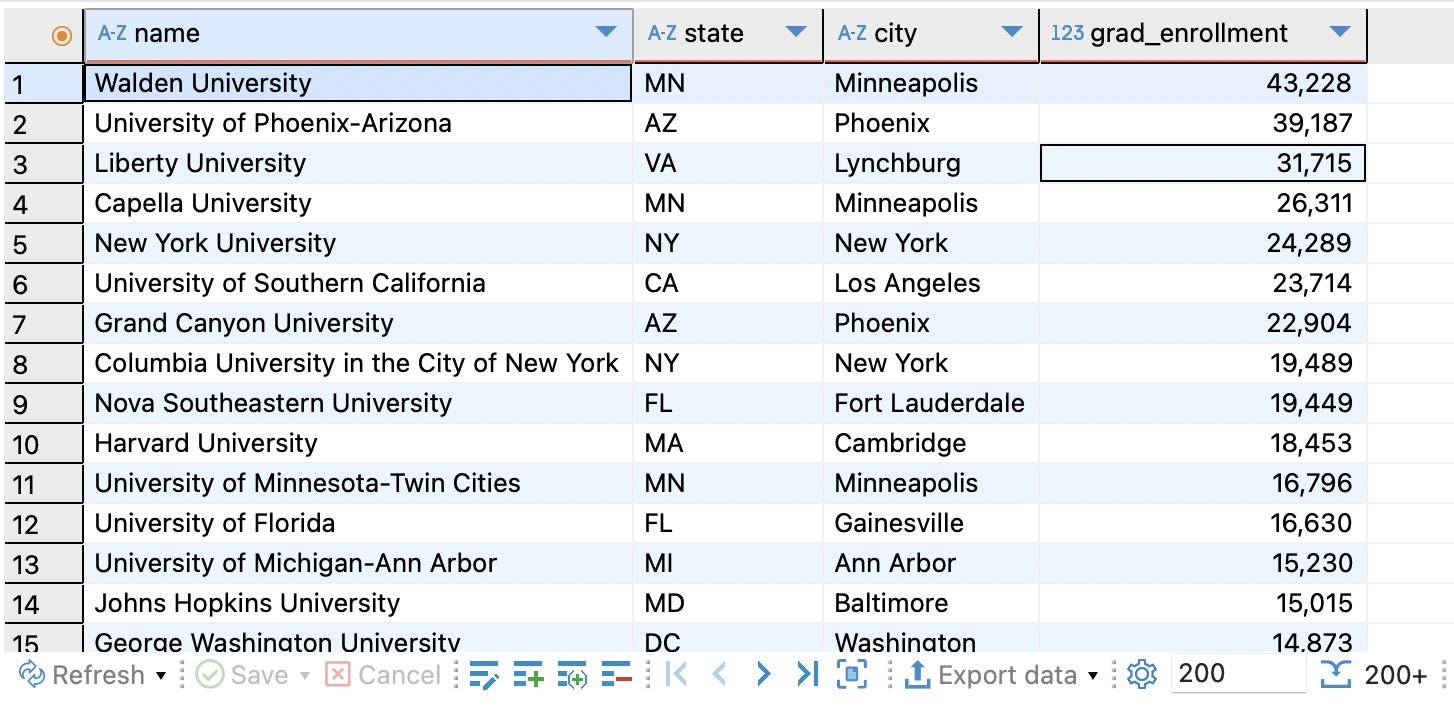 A-Z name A-Z state A-Z city 123 grad_enrollment
1 Walden University MN Minneapolis 43,228
2 University of Phoenix-Arizona AZ Phoenix 39,187
3 Liberty University VA Lynchburg 31,715
4 Capella University MN Minneapolis 26,311
5 New York University NY New York 24,289
6 University of Southern California CA Los Angeles 23,714
7 Grand Canyon University AZ Phoenix 22,904
8 Columbia University in the City of New York NY New York 19,489
9 Nova Southeastern University FL Fort Lauderdale 19,449
10 Harvard University MA Cambridge 18,453
11 University of Minnesota-Twin Cities MN Minneapolis 16,796
12 University of Florida FL Gainesville 16,630
13 University of Michigan-Ann Arbor MI Ann Arbor 15,230
14 Johns Hopkins University MD Baltimore 15,015
15 George Washington University DC Washington 14,873
Refresh Save Cancel Export data 200 200+